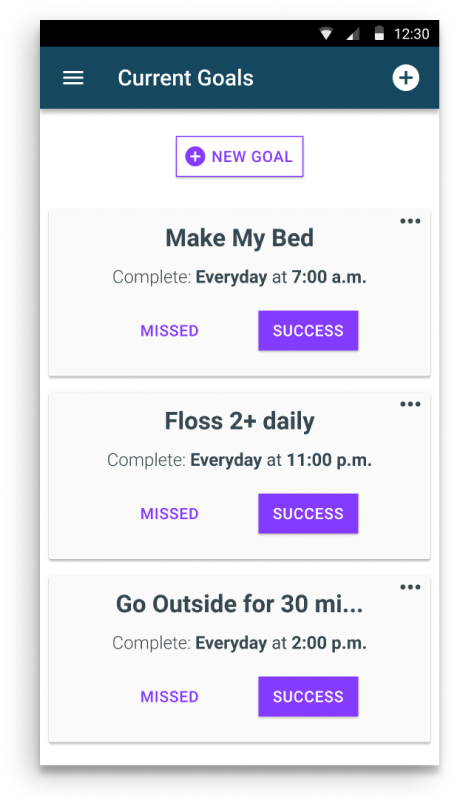 12:30
Current Goals
NEW GOAL
Make My Bed
Complete: Everyday at 7:00 a.m.
MISSED SUCCESS
Floss 2+ daily
Complete: Everyday at 11:00 p.m.
MISSED SUCCESS
Go Outside for 30 mi...
Complete: Everyday at 2:00 p.m.
MISSED SUCCESS